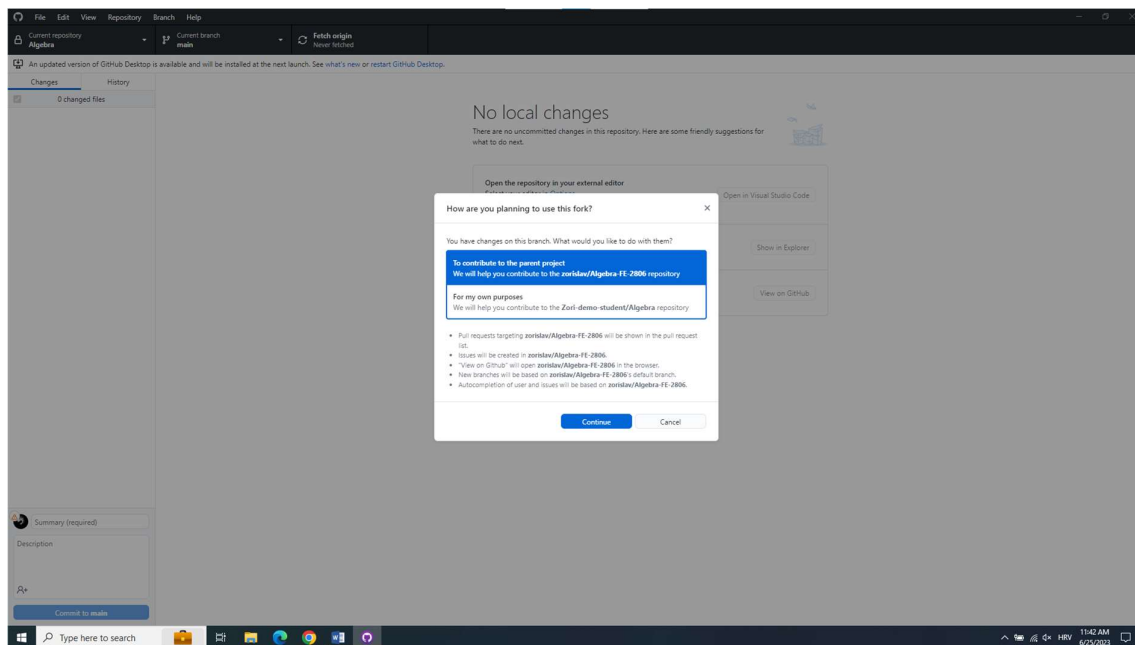 File Edit View Repository Branch Help
Current repository
Algebra
Current branch
main
Fetch origin
Never fetched
An updated version of GitHub Desktop is available and will be installed at the next launch. See what's new or restart GitHub Desktop.
Changes History
0 changed files
No local changes
There are no uncommitted changes in this repository. Here are some friendly suggestions for
what to do next.
Open the repository in your external editor
Select your editor in Options
Open in Visual Studio Code
Show in Explorer
View on GitHub
How are you planning to use this fork?
You have changes on this branch. What would you like to do with them?
To contribute to the parent project
We will help you contribute to the zorislav/Algebra-FE-2806 repository
For my own purposes
We will help you contribute to the Zori-demo-student/Algebra repository
• Pull requests targeting zorislav/Algebra-FE-2806 will be shown in the pull request
list.
• Issues will be created in zorislav/Algebra-FE-2806.
• "View on Github" will open zorislav/Algebra-FE-2806 in the browser.
• New branches will be based on zorislav/Algebra-FE-2806's default branch.
• Autocompletion of user and issues will be based on zorislav/Algebra-FE-2806.
Continue Cancel
Summary (required)
Description
Commit to main
Type here to search
HRV
11:42 AM
6/25/2023